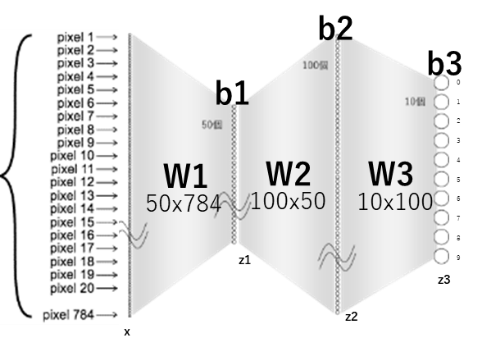 pixel 1
pixel 2
pixel 3
pixel 4
pixel 5
pixel 6
pixel 7
pixel 8
pixel 9
pixel 10
pixel 11
pixel 12
pixel 13
pixel 14
pixel 15
pixel 16
pixel 17
pixel 18
pixel 19
pixel 20
pixel 784
x
W1
50x784
b1
50個
z1
W2
100x50
b2
100個
z2
W3
10x100
b3
10個
0
1
2
3
4
5
6
7
8
9
z3